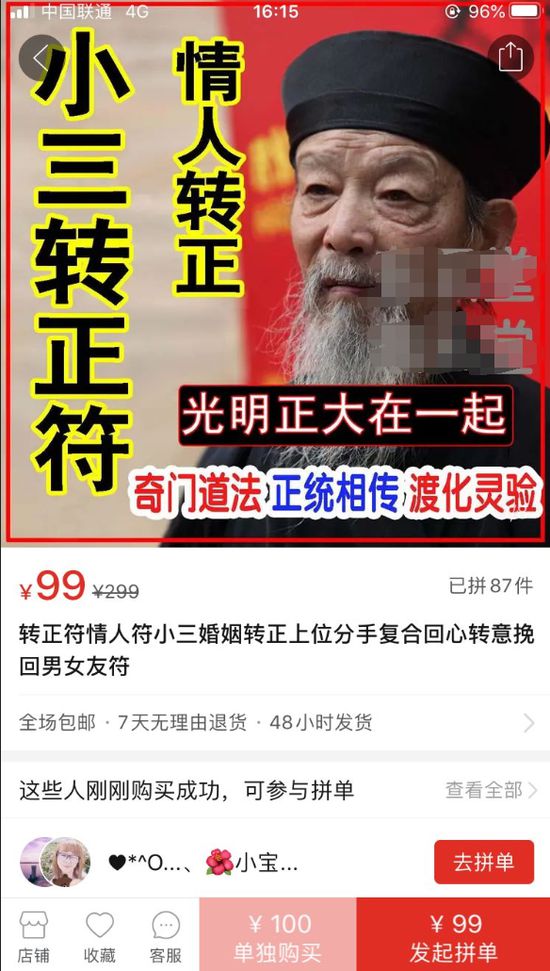 中国联通 4G 16:15 96%
小三转正符
情人转正
堂
堂
光明正大在一起
奇门道法 正统相传 渡化灵验
¥99 ¥299 已拼87件
转正符情人符小三婚姻转正上位分手复合回心转意挽
回男女友符
全场包邮 · 7天无理由退货 · 48小时发货
这些人刚刚购买成功，可参与拼单 查看全部
♥*^O...、🌺小宝... 去拼单
¥ 100 ¥ 99
店铺 收藏 客服 单独购买 发起拼单